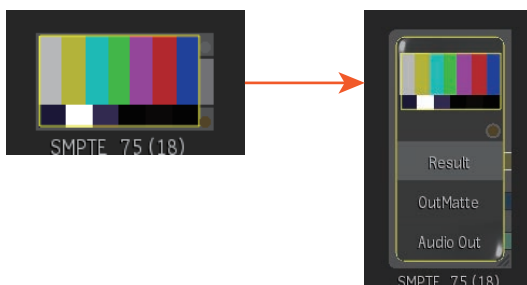 SMPTE 75 (18)
Result
OutMatte
Audio Out
SMPTE 75 (18)